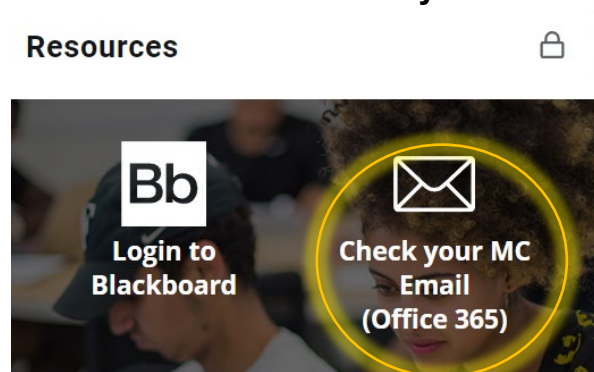 Resources
Bb
Login to
Blackboard
Check your MC
Email
(Office 365)